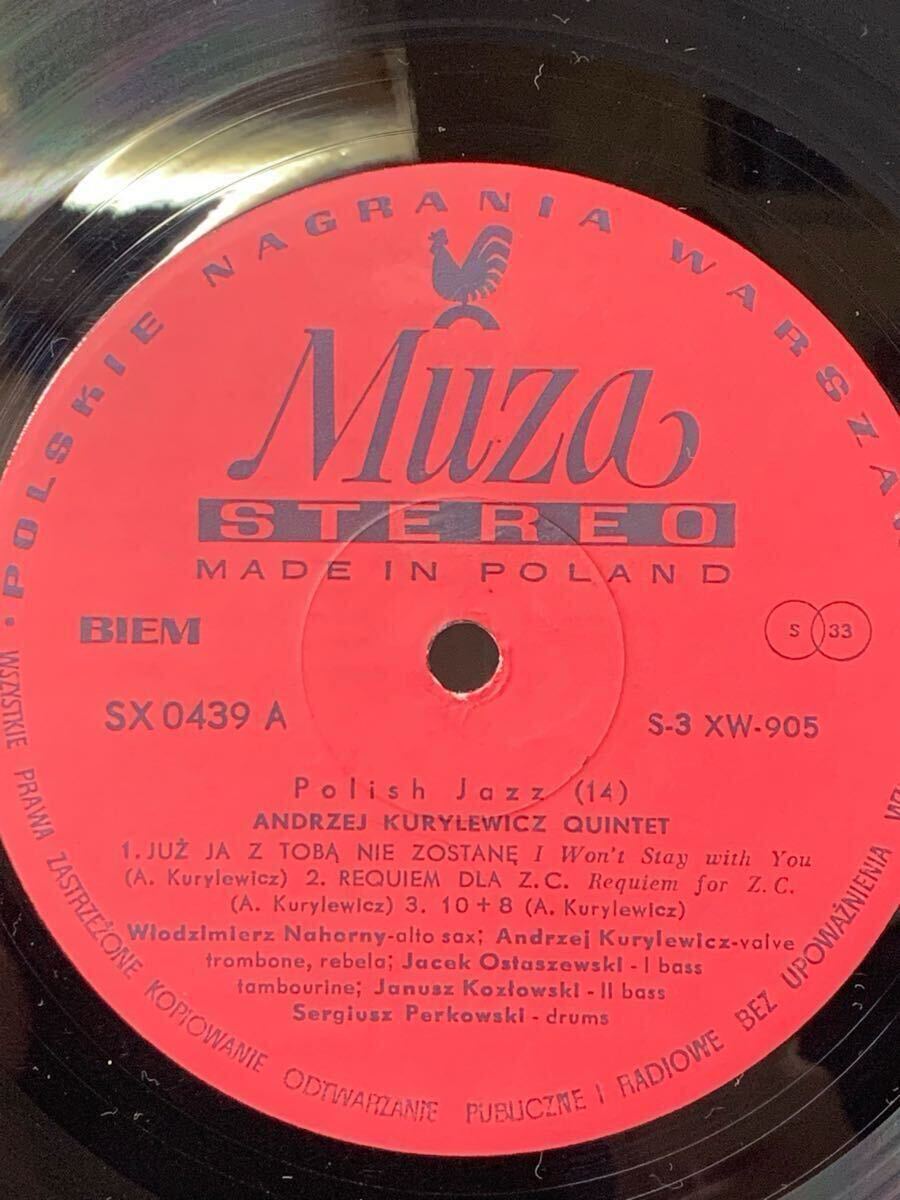 • POLSKIE NAGRANIA WARSZA
Muza
STEREO
MADE IN POLAND
BIEM
S 33
SX 0439 A
S-3 XW-905
Polish Jazz (14)
ANDRZEJ KURYLEWICZ QUINTET
1. JUŻ JA Z TOBĄ NIE ZOSTANĘ I Won't Stay with You
(A. Kurylewicz) 2. REQUIEM DLA Z.C. Requiem for Z.C.
(A. Kurylewicz) 3. 10+8 (A. Kurylewicz)
Włodzimierz Nahorny-alto sax; Andrzej Kurylewicz-valve
trombone, rebela; Jacek Ostaszewski - I bass
tambourine; Janusz Kozłowski - II bass
Sergiusz Perkowski - drums
WSZYSTKIE PRAWA ZASTRZEŻONE KOPIOWANIE ODTWARZANIE PUBLICZNE I RADIOWE BEZ UPOWAŻNIENIA